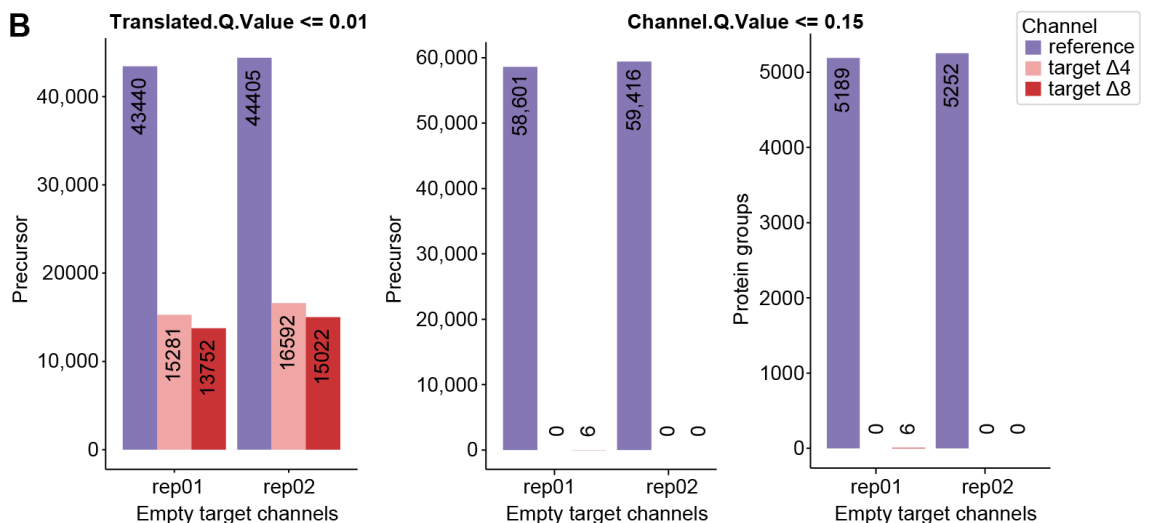 B
Translated.Q.Value <= 0.01
Channel.Q.Value <= 0.15
Channel
reference
target Δ4
target Δ8
Precursor
40,000
30,000
20000
10,000
0
43440
15281
13752
44405
16592
15022
rep01
rep02
Empty target channels
Precursor
60,000
50,000
40,000
30,000
20,000
10,000
0
58,601
0
6
59,416
0
0
rep01
rep02
Empty target channels
Protein groups
5000
4000
3000
2000
1000
0
5189
0
6
5252
0
0
rep01
rep02
Empty target channels